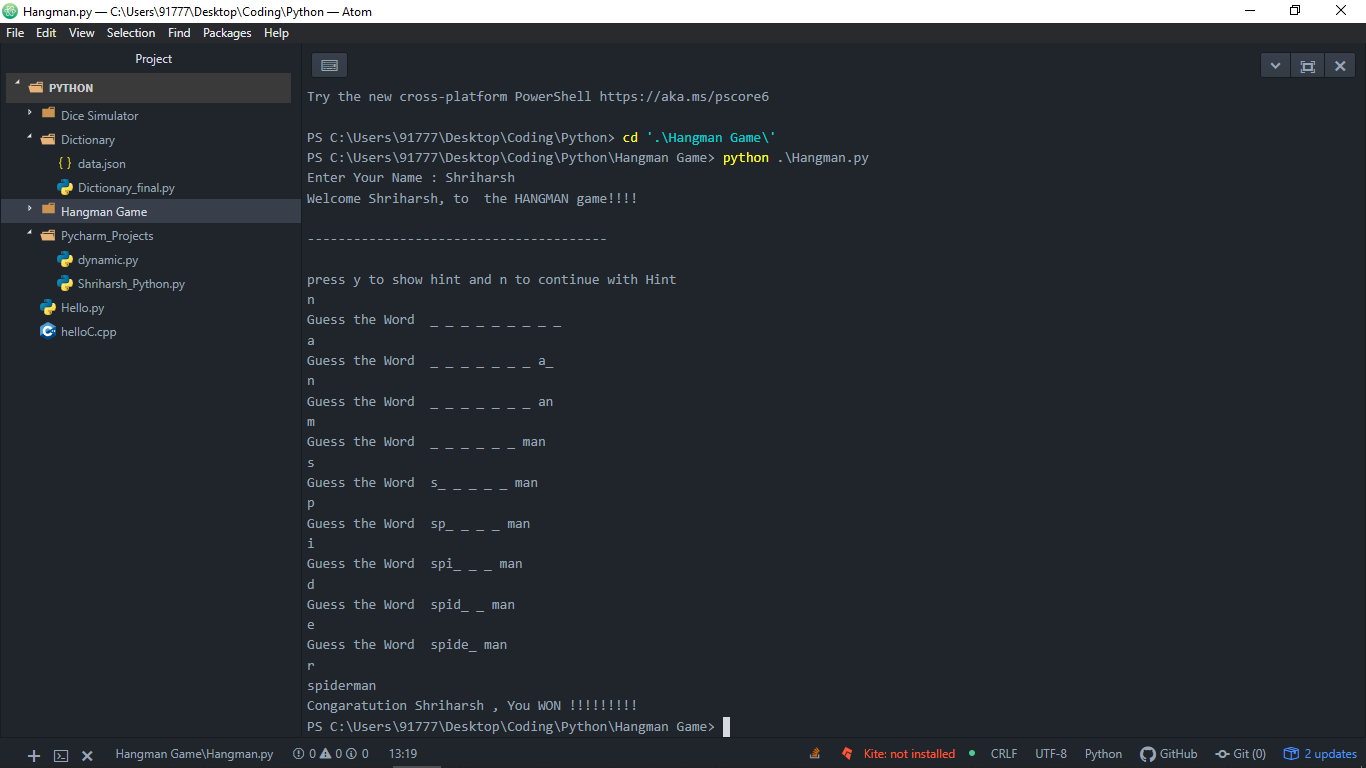 Hangman.py — C:\Users\91777\Desktop\Coding\Python — Atom
File Edit View Selection Find Packages Help
Project
PYTHON
Dice Simulator
Dictionary
{ } data.json
Dictionary_final.py
Hangman Game
Pycharm_Projects
dynamic.py
Shriharsh_Python.py
Hello.py
helloC.cpp
Try the new cross-platform PowerShell https://aka.ms/pscore6
PS C:\Users\91777\Desktop\Coding\Python> cd '.\Hangman Game\'
PS C:\Users\91777\Desktop\Coding\Python\Hangman Game> python .\Hangman.py
Enter Your Name : Shriharsh
Welcome Shriharsh, to  the HANGMAN game!!!!
---------------------------------------
press y to show hint and n to continue with Hint
n
Guess the Word  _ _ _ _ _ _ _ _ _
a
Guess the Word  _ _ _ _ _ _ _ a_
n
Guess the Word  _ _ _ _ _ _ _ an
m
Guess the Word  _ _ _ _ _ _ man
s
Guess the Word  s_ _ _ _ _ man
p
Guess the Word  sp_ _ _ _ man
i
Guess the Word  spi_ _ _ man
d
Guess the Word  spid_ _ man
e
Guess the Word  spide_ man
r
spiderman
Congaratution Shriharsh , You WON !!!!!!!!!
PS C:\Users\91777\Desktop\Coding\Python\Hangman Game>
Hangman Game\Hangman.py 0 0 0 13:19 Kite: not installed CRLF UTF-8 Python GitHub Git (0) 2 updates